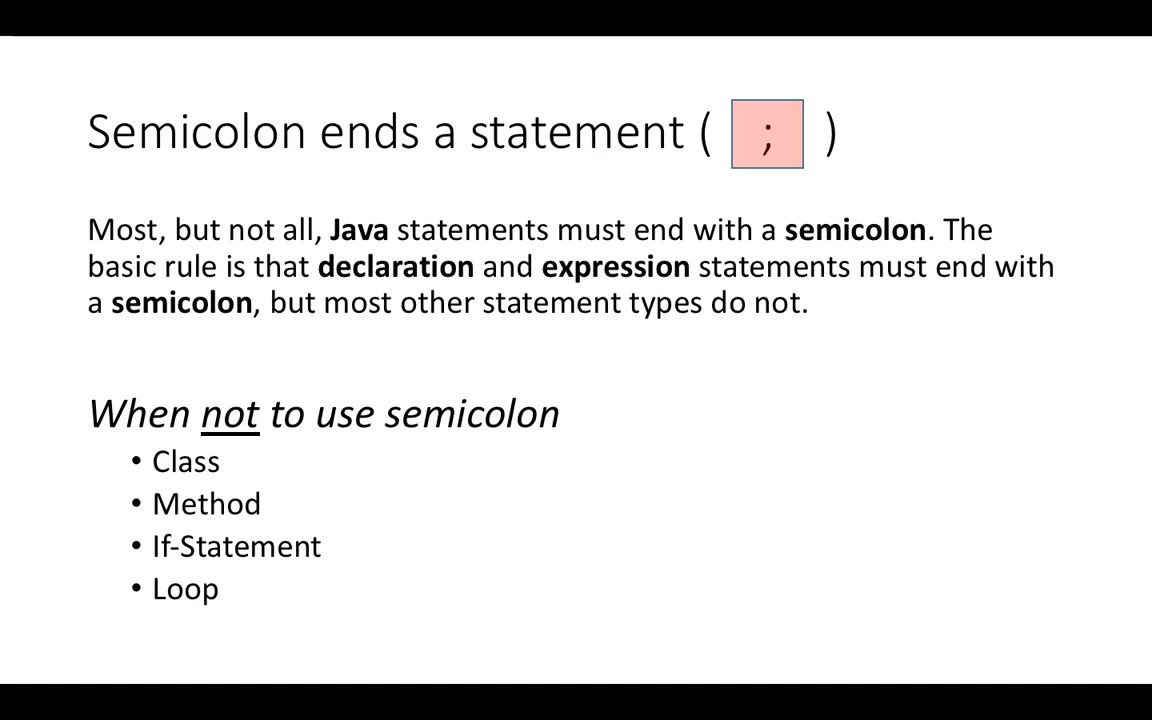 Semicolon ends a statement ( ; )
Most, but not all, Java statements must end with a semicolon. The
basic rule is that declaration and expression statements must end with
a semicolon, but most other statement types do not.
When not to use semicolon
• Class
• Method
• If-Statement
• Loop